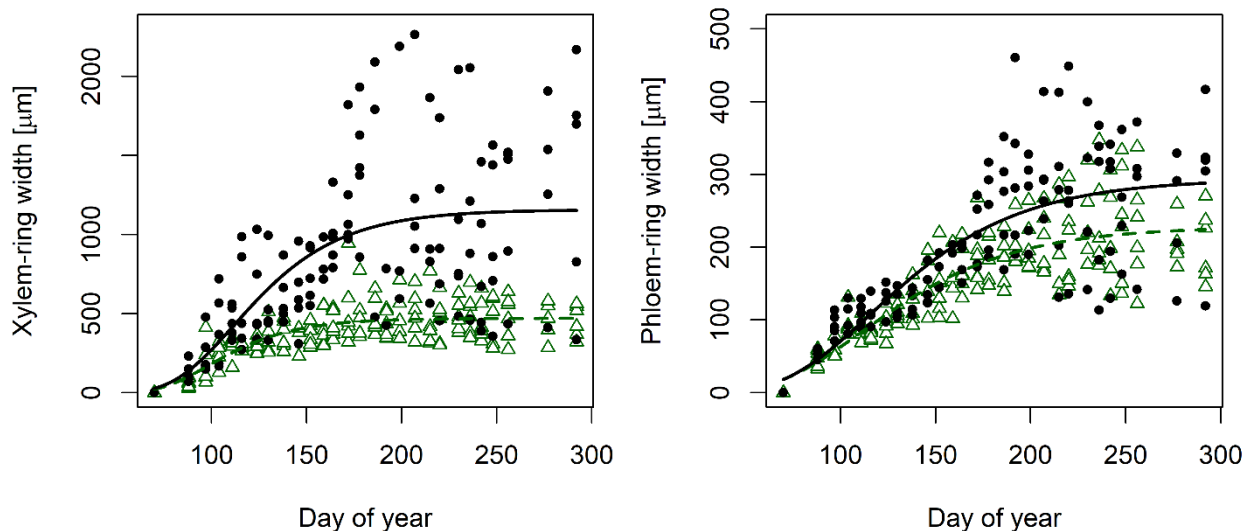 Xylem-ring width [µm]
2000
1000
500
0
100 150 200 250 300
Day of year
Phloem-ring width [µm]
500
400
300
200
100
0
100 150 200 250 300
Day of year